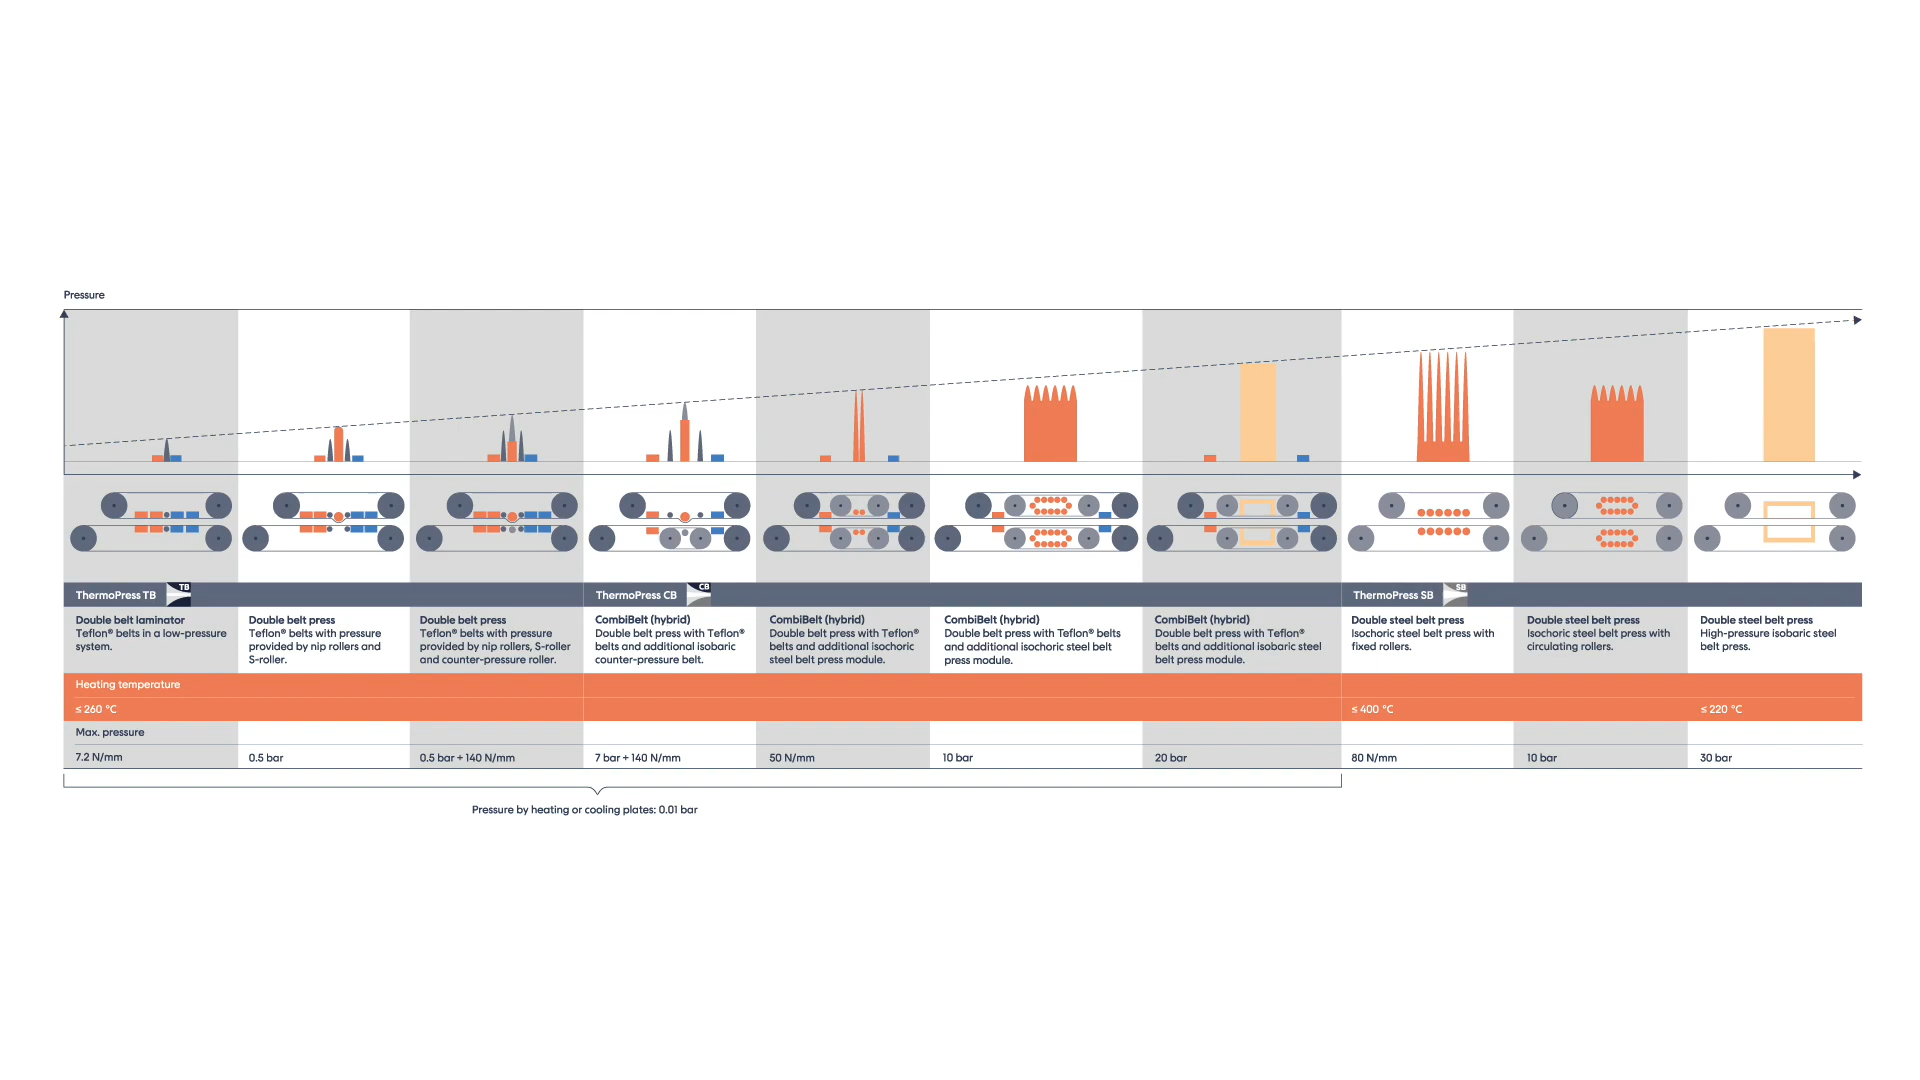 Pressure
ThermoPress TB
TB
ThermoPress CB
CB
ThermoPress SB
SB
Double belt laminator
Teflon® belts in a low-pressure
system.
Double belt press
Teflon® belts with pressure
provided by nip rollers and
S-roller.
Double belt press
Teflon® belts with pressure
provided by nip rollers, S-roller
and counter-pressure roller.
CombiBelt (hybrid)
Double belt press with Teflon®
belts and additional isobaric
counter-pressure belt.
CombiBelt (hybrid)
Double belt press with Teflon®
belts and additional isochoric
steel belt press module.
CombiBelt (hybrid)
Double belt press with Teflon® belts
and additional isochoric steel belt
press module.
CombiBelt (hybrid)
Double belt press with Teflon®
belts and additional isobaric steel
belt press module.
Double steel belt press
Isochoric steel belt press with
fixed rollers.
Double steel belt press
Isochoric steel belt press with
circulating rollers.
Double steel belt press
High-pressure isobaric steel
belt press.
Heating temperature
≤ 260 °C
≤ 400 °C
≤ 220 °C
Max. pressure
7.2 N/mm
0.5 bar
0.5 bar + 140 N/mm
7 bar + 140 N/mm
50 N/mm
10 bar
20 bar
80 N/mm
10 bar
30 bar
Pressure by heating or cooling plates: 0.01 bar